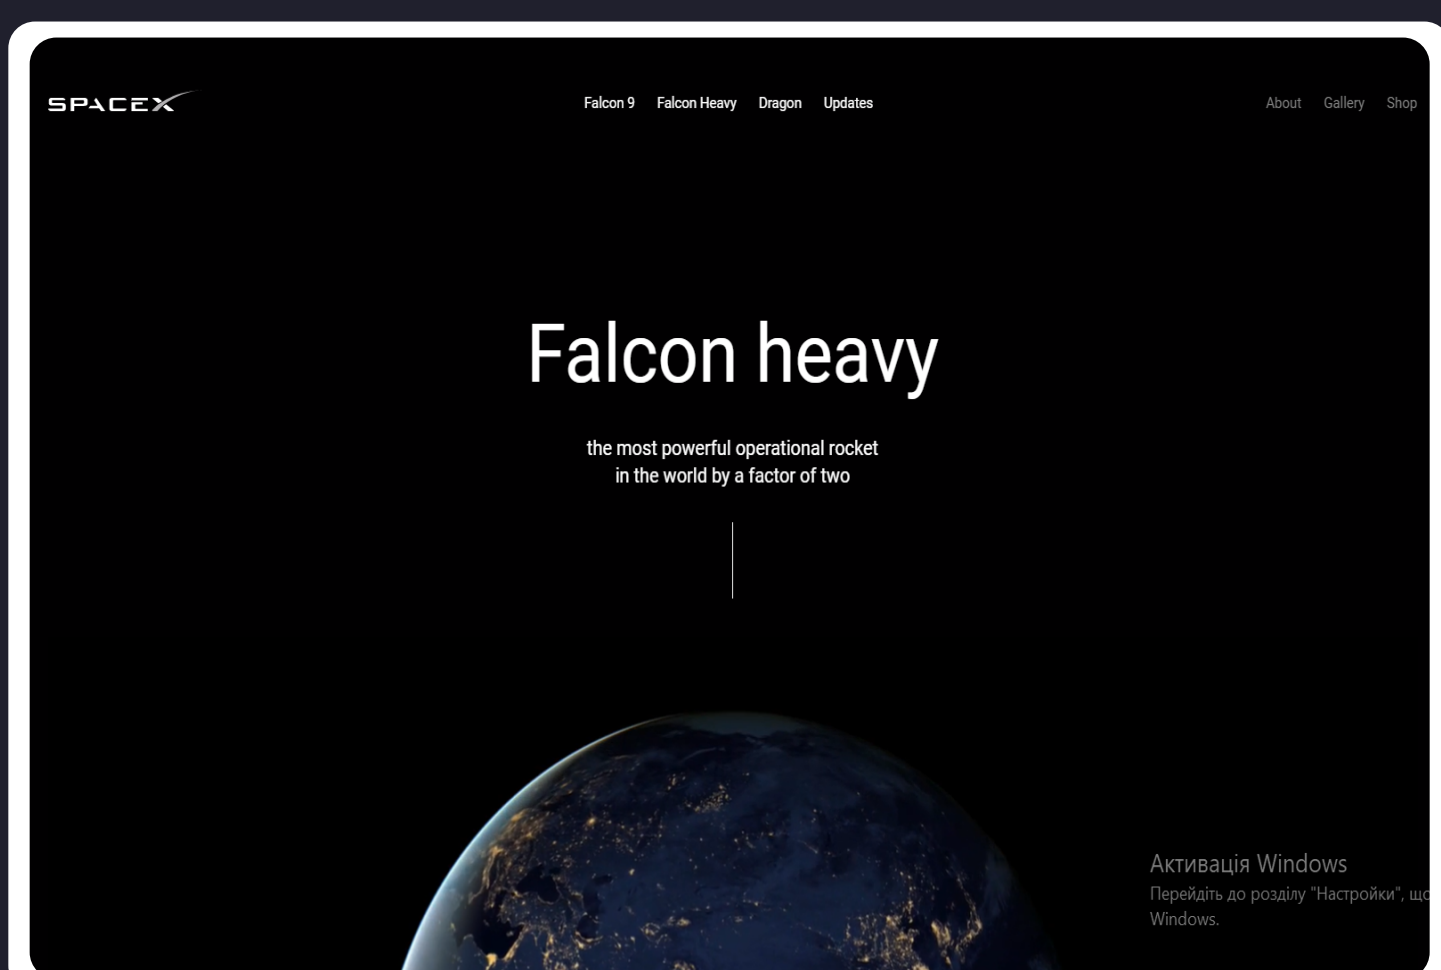 SPACEX
Falcon 9 Falcon Heavy Dragon Updates
About Gallery Shop
Falcon heavy
the most powerful operational rocket
in the world by a factor of two
Активація Windows
Перейдіть до розділу "Настройки", що
Windows.